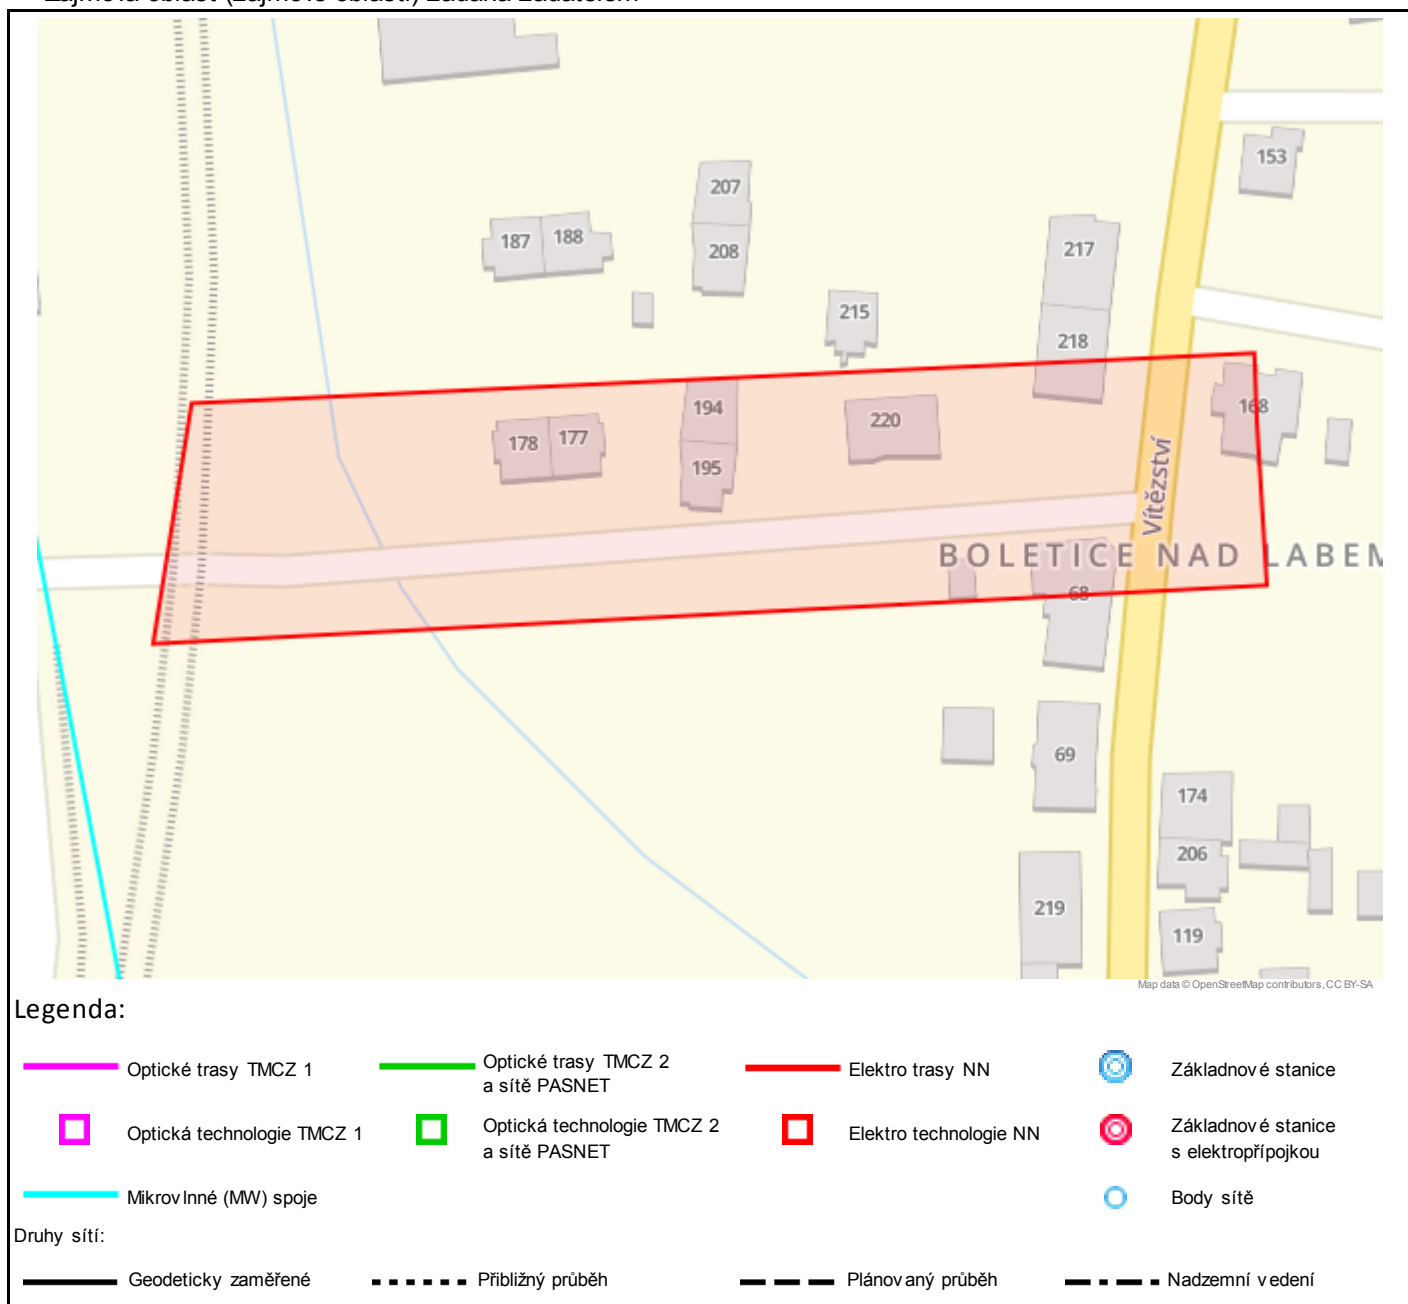 153
207
187
188
208
217
215
218
194
168
220
178
177
195
Vítězství
BOLETICE NAD LABEM
68
69
174
206
219
119
Map data © OpenStreetMap contributors, CC BY-SA
Legenda:
Optické trasy TMCZ 1
Optické trasy TMCZ 2
a sítě PASNET
Elektro trasy NN
Základnové stanice
Optická technologie TMCZ 1
Optická technologie TMCZ 2
a sítě PASNET
Elektro technologie NN
Základnové stanice
s elektropřípojkou
Mikrovlnné (MW) spoje
Body sítě
Druhy sítí:
Geodeticky zaměřené
Přibližný průběh
Plánovaný průběh
Nadzemní vedení